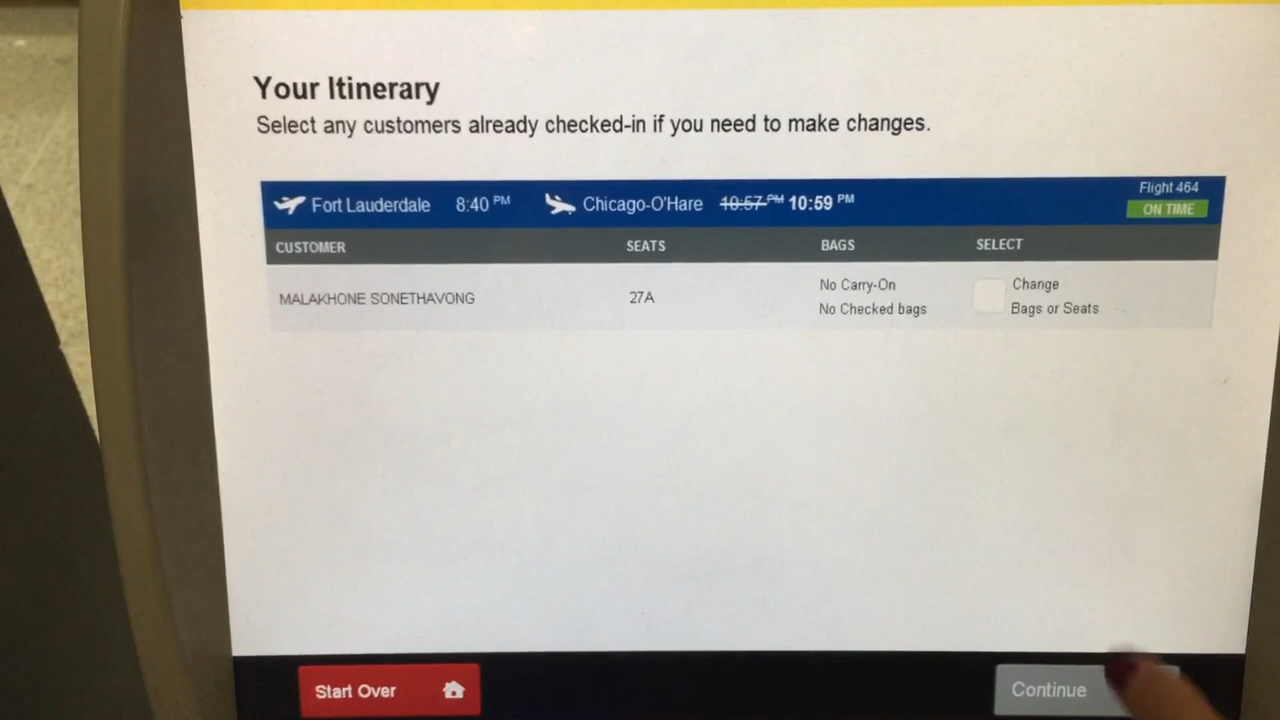 Your Itinerary
Select any customers already checked-in if you need to make changes.
Fort Lauderdale 8:40 PM Chicago-O'Hare 10:57 PM 10:59 PM
Flight 464
ON TIME
CUSTOMER SEATS BAGS SELECT
MALAKHONE SONETHAVONG 27A
No Carry-On
No Checked bags
Change
Bags or Seats
Start Over
Continue